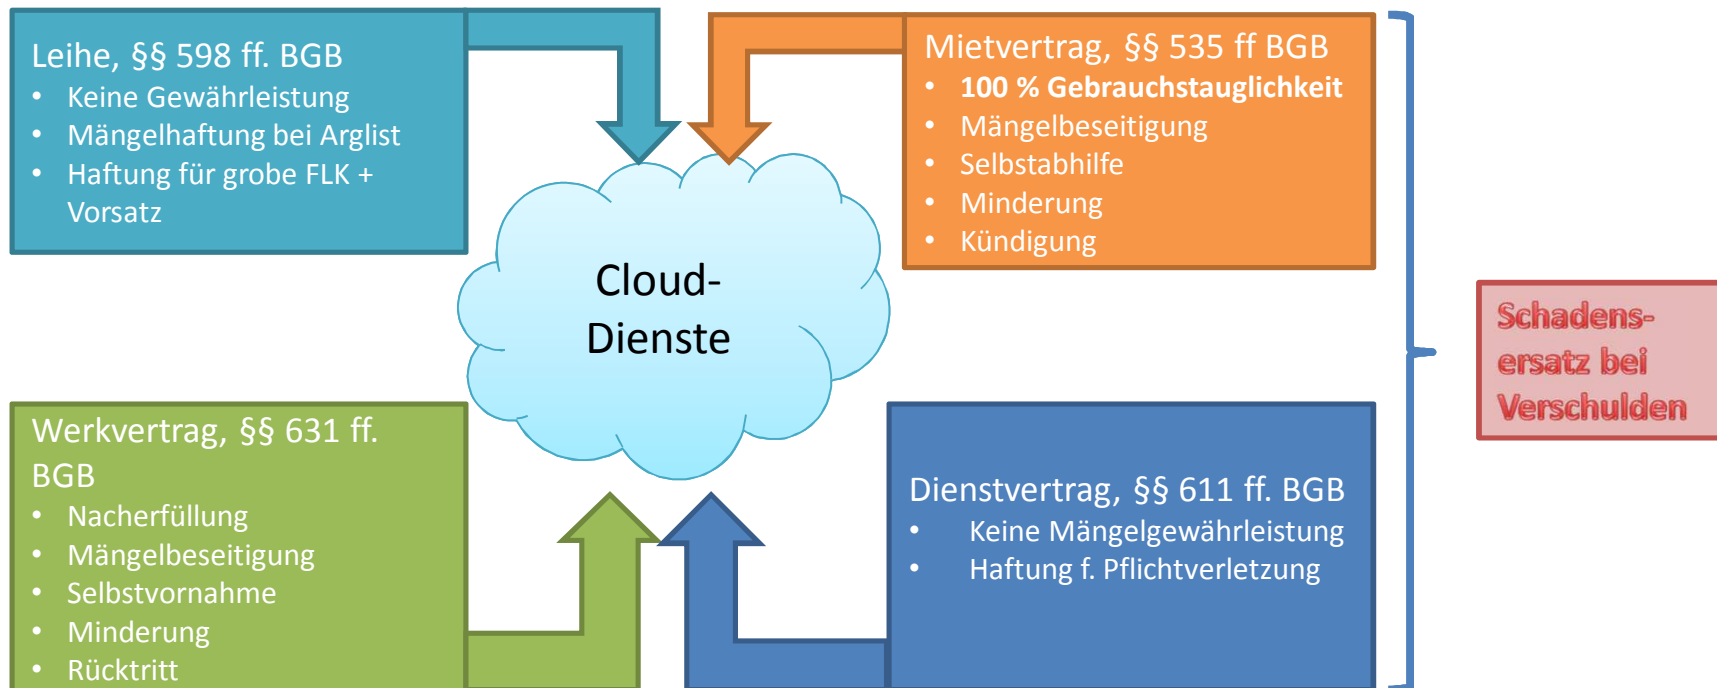 Leihe, §§ 598 ff. BGB
• Keine Gewährleistung
• Mängelhaftung bei Arglist
• Haftung für grobe FLK +
Vorsatz
Mietvertrag, §§ 535 ff BGB
• 100 % Gebrauchstauglichkeit
• Mängelbeseitigung
• Selbstabhilfe
• Minderung
• Kündigung
Cloud-
Dienste
Schadens-
ersatz bei
Verschulden
Werkvertrag, §§ 631 ff.
BGB
• Nacherfüllung
• Mängelbeseitigung
• Selbstvornahme
• Minderung
• Rücktritt
Dienstvertrag, §§ 611 ff. BGB
• Keine Mängelgewährleistung
• Haftung f. Pflichtverletzung